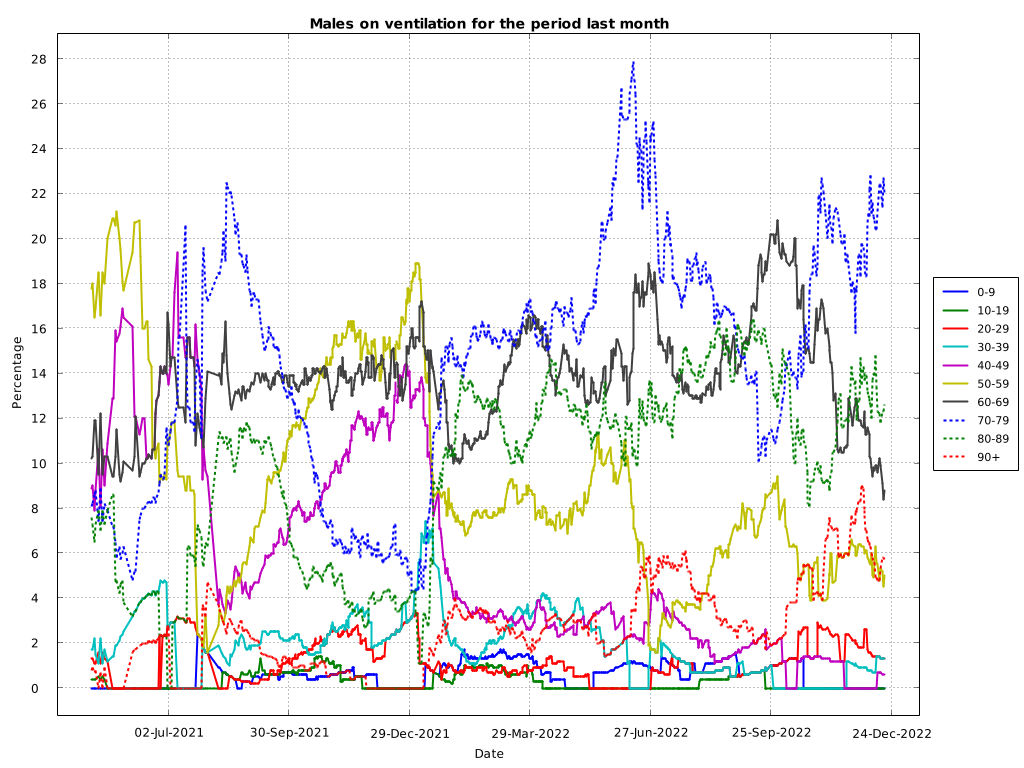 Males on ventilation for the period last month
Percentage
28
26
24
22
20
18
16
14
12
10
8
6
4
2
0
02-Jul-2021
30-Sep-2021
29-Dec-2021
29-Mar-2022
27-Jun-2022
25-Sep-2022
24-Dec-2022
Date
0-9
10-19
20-29
30-39
40-49
50-59
60-69
70-79
80-89
90+